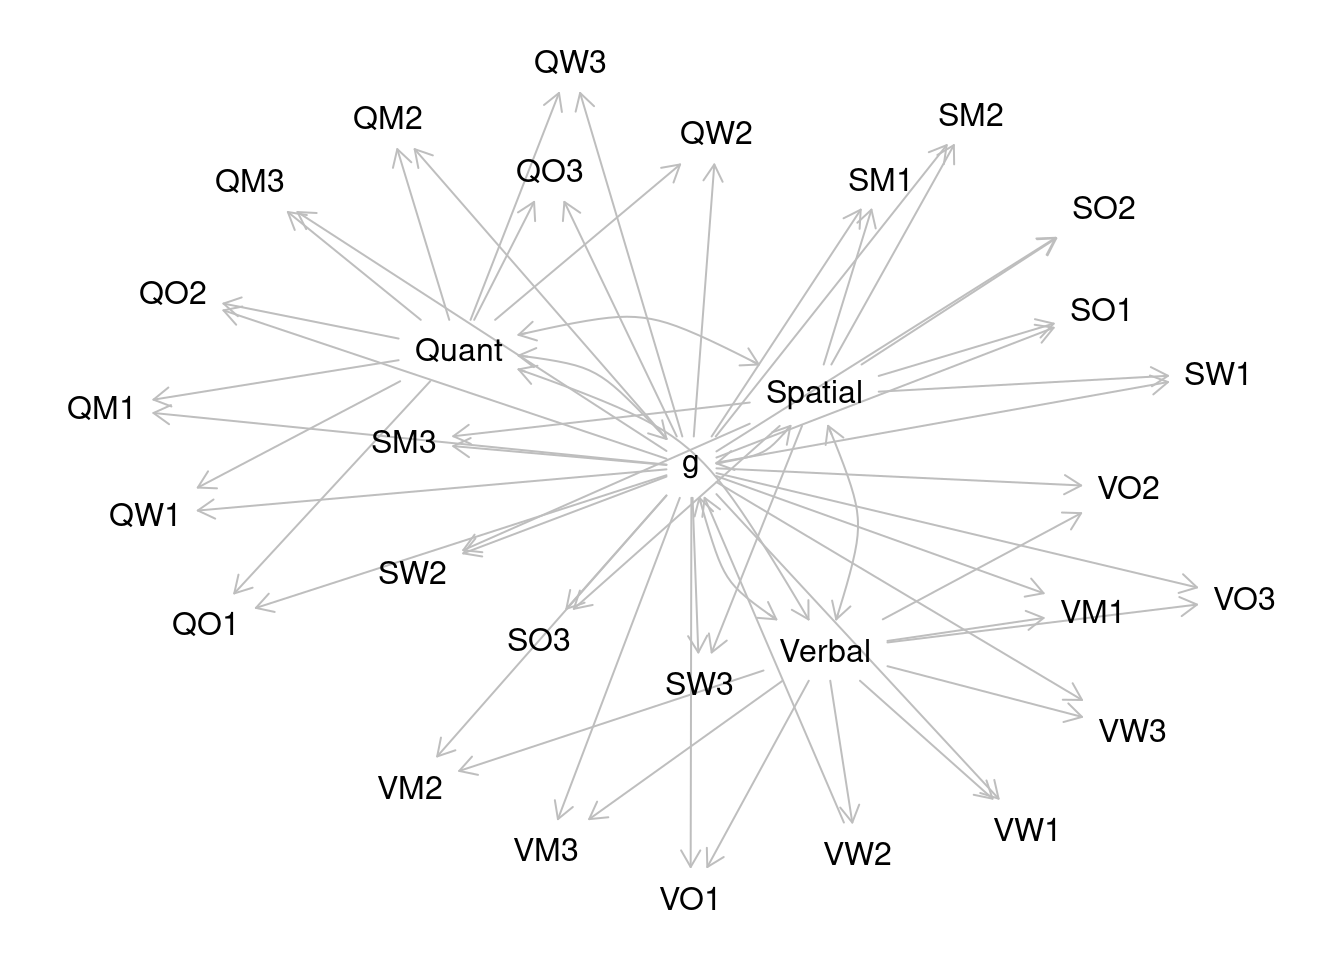 QW3
QM2
SM2
QW2
QO3
QM3
SM1
SO2
QO2
SO1
Quant
SW1
Spatial
QM1
SM3
g
VO2
QW1
SW2
VO3
VM1
QO1
SO3
Verbal
SW3
VW3
VM2
VW1
VM3
VW2
VO1